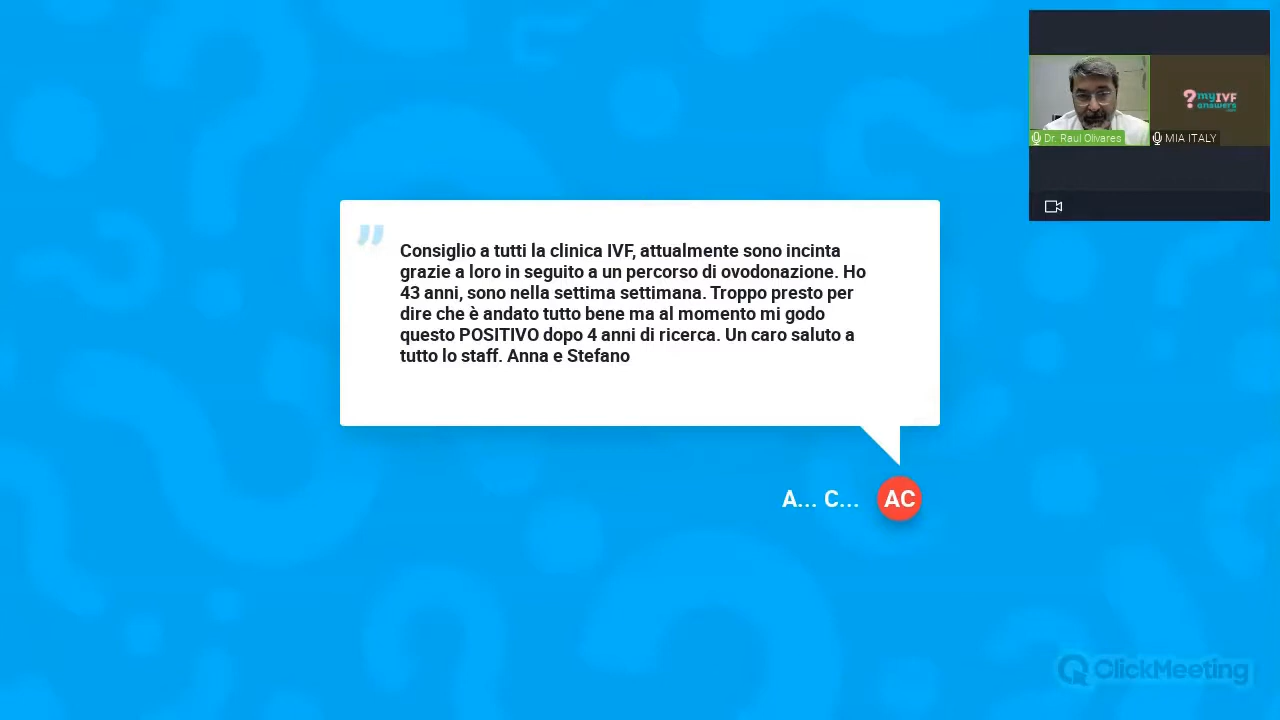 ?myIVF
answers
Dr. Raul Olivares
MIA ITALY
Consiglio a tutti la clinica IVF, attualmente sono incinta
grazie a loro in seguito a un percorso di ovodonazione. Ho
43 anni, sono nella settima settimana. Troppo presto per
dire che è andato tutto bene ma al momento mi godo
questo POSITIVO dopo 4 anni di ricerca. Un caro saluto a
tutto lo staff. Anna e Stefano
A... C... AC
ClickMeeting